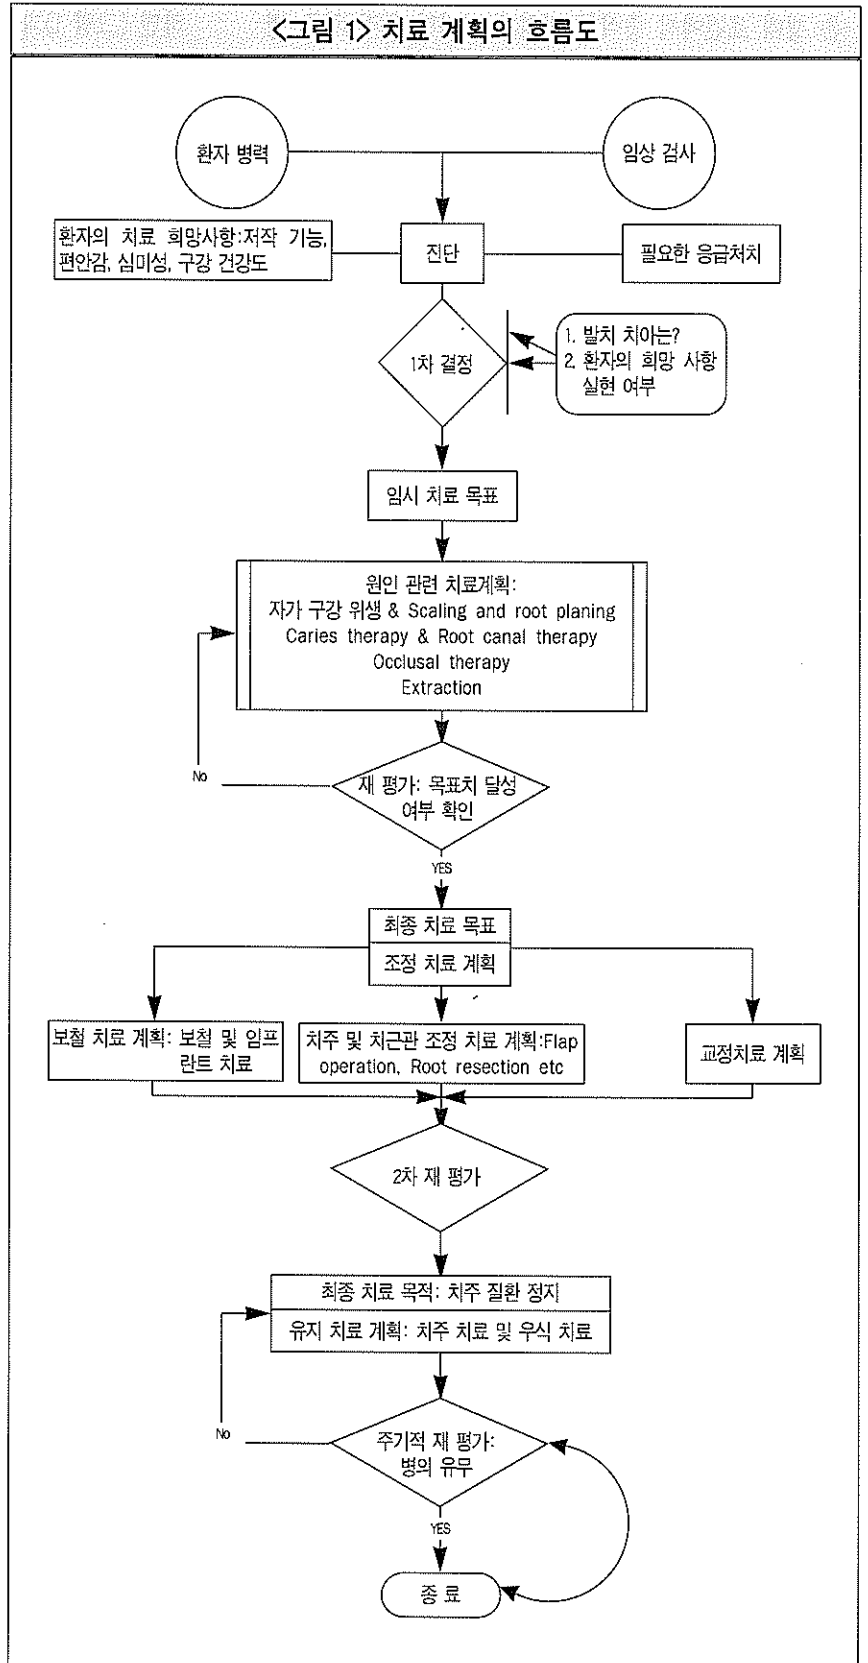 <그림 1> 치료 계획의 흐름도
환자 병력
임상 검사
환자의 치료 희망사항:저작 기능,
편안감, 심미성, 구강 건강도
진단
필요한 응급처치
1차 결정
1. 발치 치아는?
2. 환자의 희망 사항
실현 여부
임시 치료 목표
원인 관련 치료계획:
자가 구강 위생 & Scaling and root planing
Caries therapy & Root canal therapy
Occlusal therapy
Extraction
No
재 평가: 목표치 달성
여부 확인
YES
최종 치료 목표
조정 치료 계획
보철 치료 계획: 보철 및 임프
란트 치료
치주 및 치근관 조정 치료 계획:Flap
operation, Root resection etc
교정치료 계획
2차 재 평가
최종 치료 목적: 치주 질환 정지
유지 치료 계획: 치주 치료 및 우식 치료
No
주기적 재 평가:
병의 유무
YES
종 료